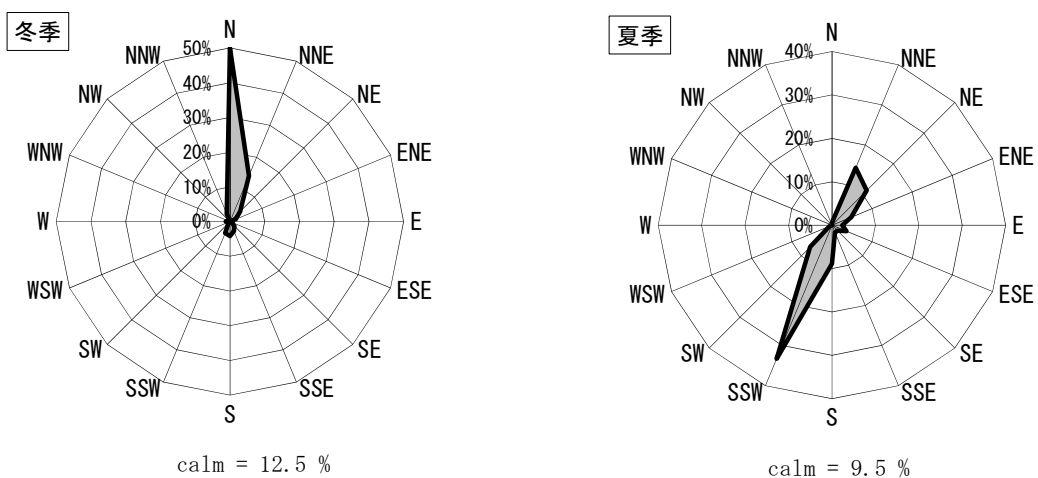 冬季
N
NNE
NE
ENE
E
ESE
SE
SSE
S
SSW
SW
WSW
W
WNW
NW
NNW
50%
40%
30%
20%
10%
0%
calm = 12.5 %
夏季
N
NNE
NE
ENE
E
ESE
SE
SSE
S
SSW
SW
WSW
W
WNW
NW
NNW
40%
30%
20%
10%
0%
calm = 9.5 %